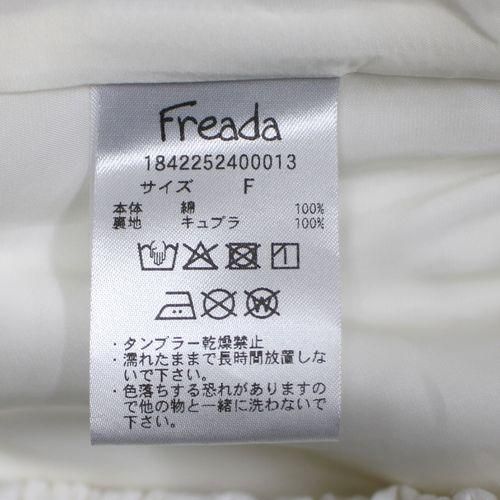 Freada
1842252400013
サイズ F
本体 綿 100%
裏地 キュプラ 100%
・タンブラー乾燥禁止
・濡れたままで長時間放置しな
いで下さい。
・色落ちする恐れがありますの
で他の物と一緒に洗わないで
下さい。